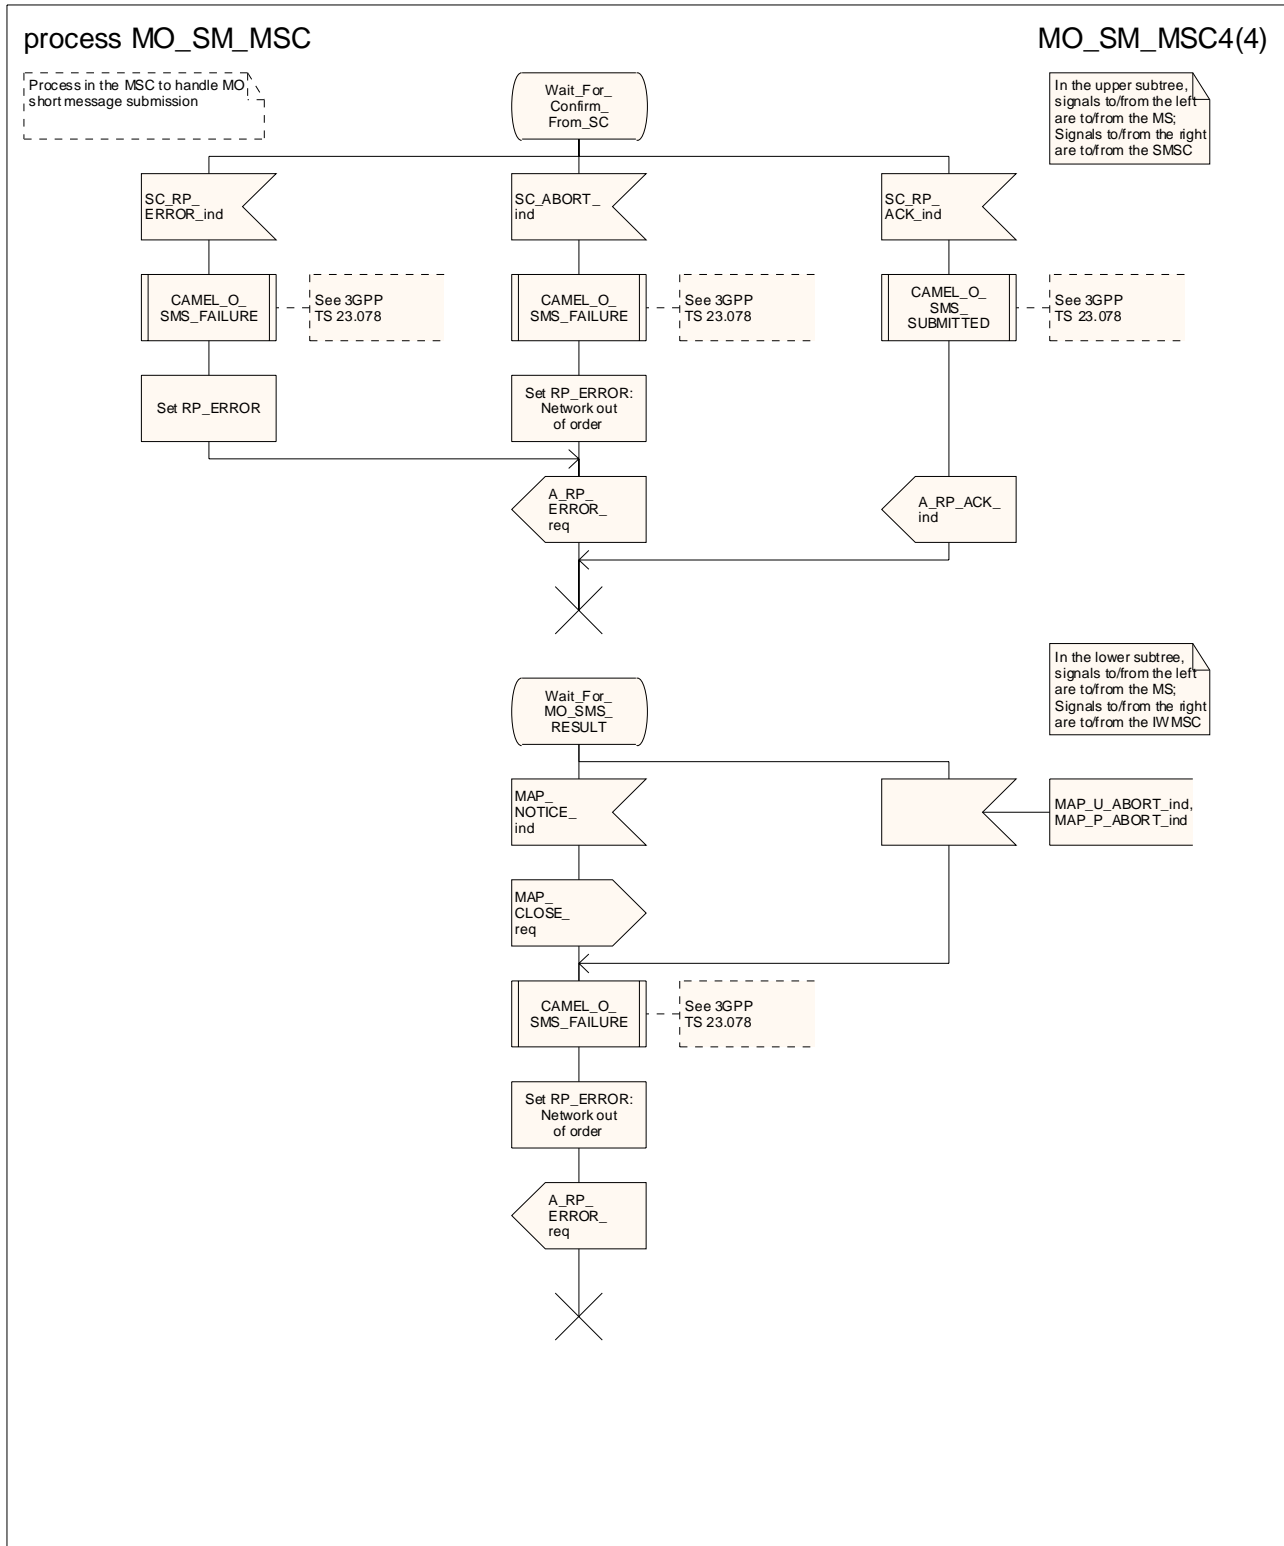 process MO_SM_MSC
MO_SM_MSC4(4)
Process in the MSC to handle MO
short message submission
Wait_For_
Confirm_
From_SC
In the upper subtree,
signals to/from the left
are to/from the MS;
Signals to/from the right
are to/from the SMSC
SC_RP_
ERROR_ind
SC_ABORT_
ind
SC_RP_
ACK_ind
CAMEL_O_
SMS_FAILURE
See 3GPP
TS 23.078
CAMEL_O_
SMS_FAILURE
See 3GPP
TS 23.078
CAMEL_O_
SMS_
SUBMITTED
See 3GPP
TS 23.078
Set RP_ERROR
Set RP_ERROR:
Network out
of order
A_RP_
ERROR_
req
A_RP_ACK_
ind
In the lower subtree,
signals to/from the left
are to/from the MS;
Signals to/from the right
are to/from the IWMSC
Wait_For_
MO_SMS_
RESULT
MAP_
NOTICE_
ind
MAP_U_ABORT_ind,
MAP_P_ABORT_ind
MAP_
CLOSE_
req
CAMEL_O_
SMS_FAILURE
See 3GPP
TS 23.078
Set RP_ERROR:
Network out
of order
A_RP_
ERROR_
req